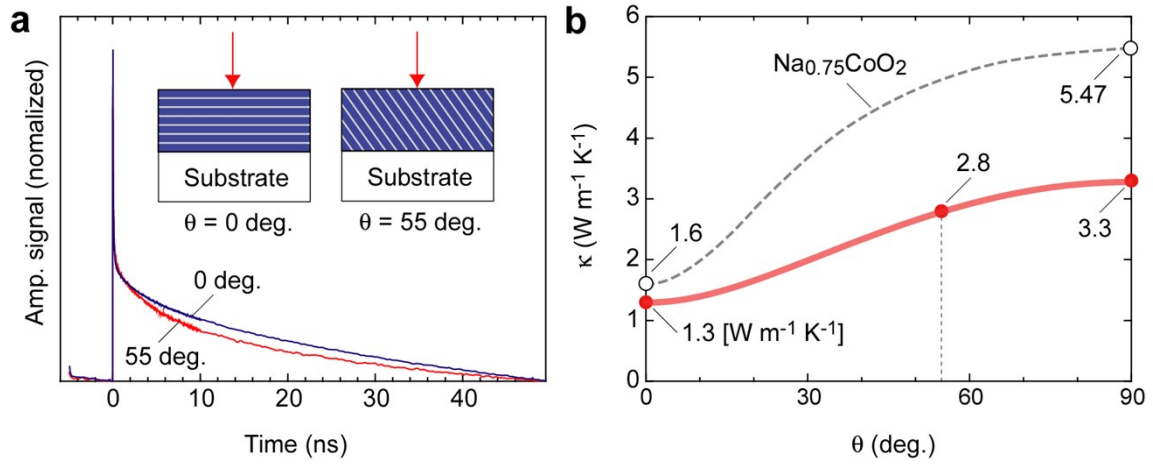 a
Amp. signal (nomalized)
Substrate
θ = 0 deg.
Substrate
θ = 55 deg.
0 deg.
55 deg.
0 10 20 30 40
Time (ns)
b
κ (W m⁻¹ K⁻¹)
6
5
4
3
2
1
0
Na₀.₇₅CoO₂
5.47
2.8
1.6
3.3
1.3 [W m⁻¹ K⁻¹]
0 30 60 90
θ (deg.)